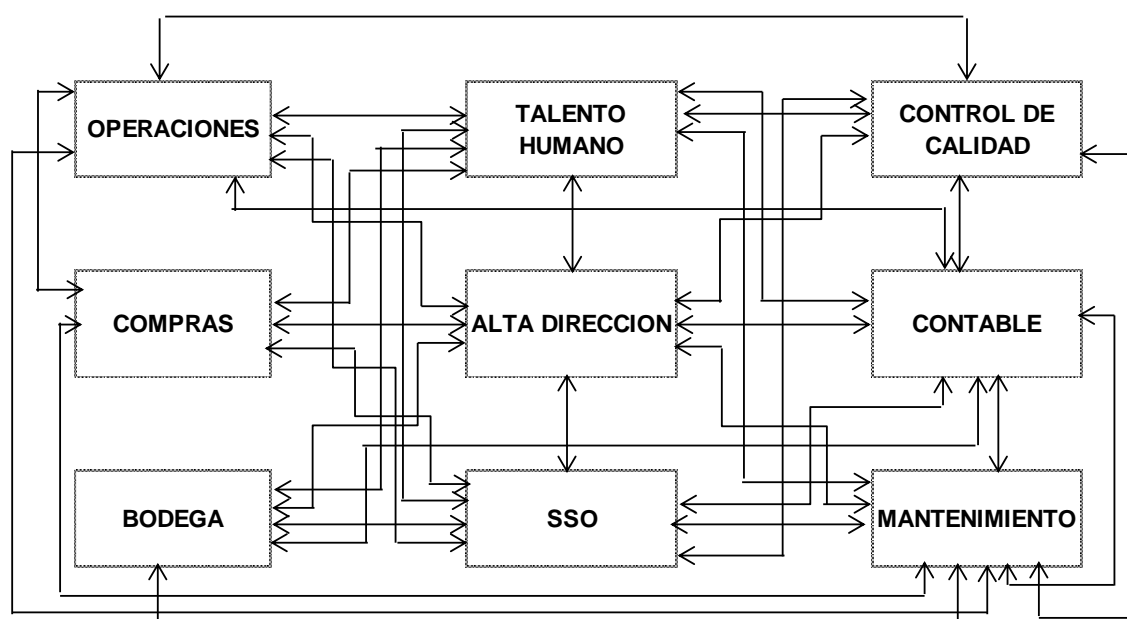 OPERACIONES
TALENTO
HUMANO
CONTROL DE
CALIDAD
COMPRAS
ALTA DIRECCION
CONTABLE
BODEGA
SSO
MANTENIMIENTO